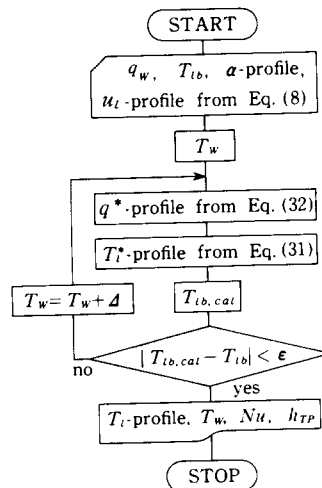 START
q_w, T_lb, α-profile,
u_l-profile from Eq. (8)
T_w
q*-profile from Eq. (32)
T_l*-profile from Eq. (31)
T_w = T_w + Δ
T_lb,cal
|T_lb,cal − T_lb| < ε
no
yes
T_l-profile, T_w, Nu, h_TP
STOP